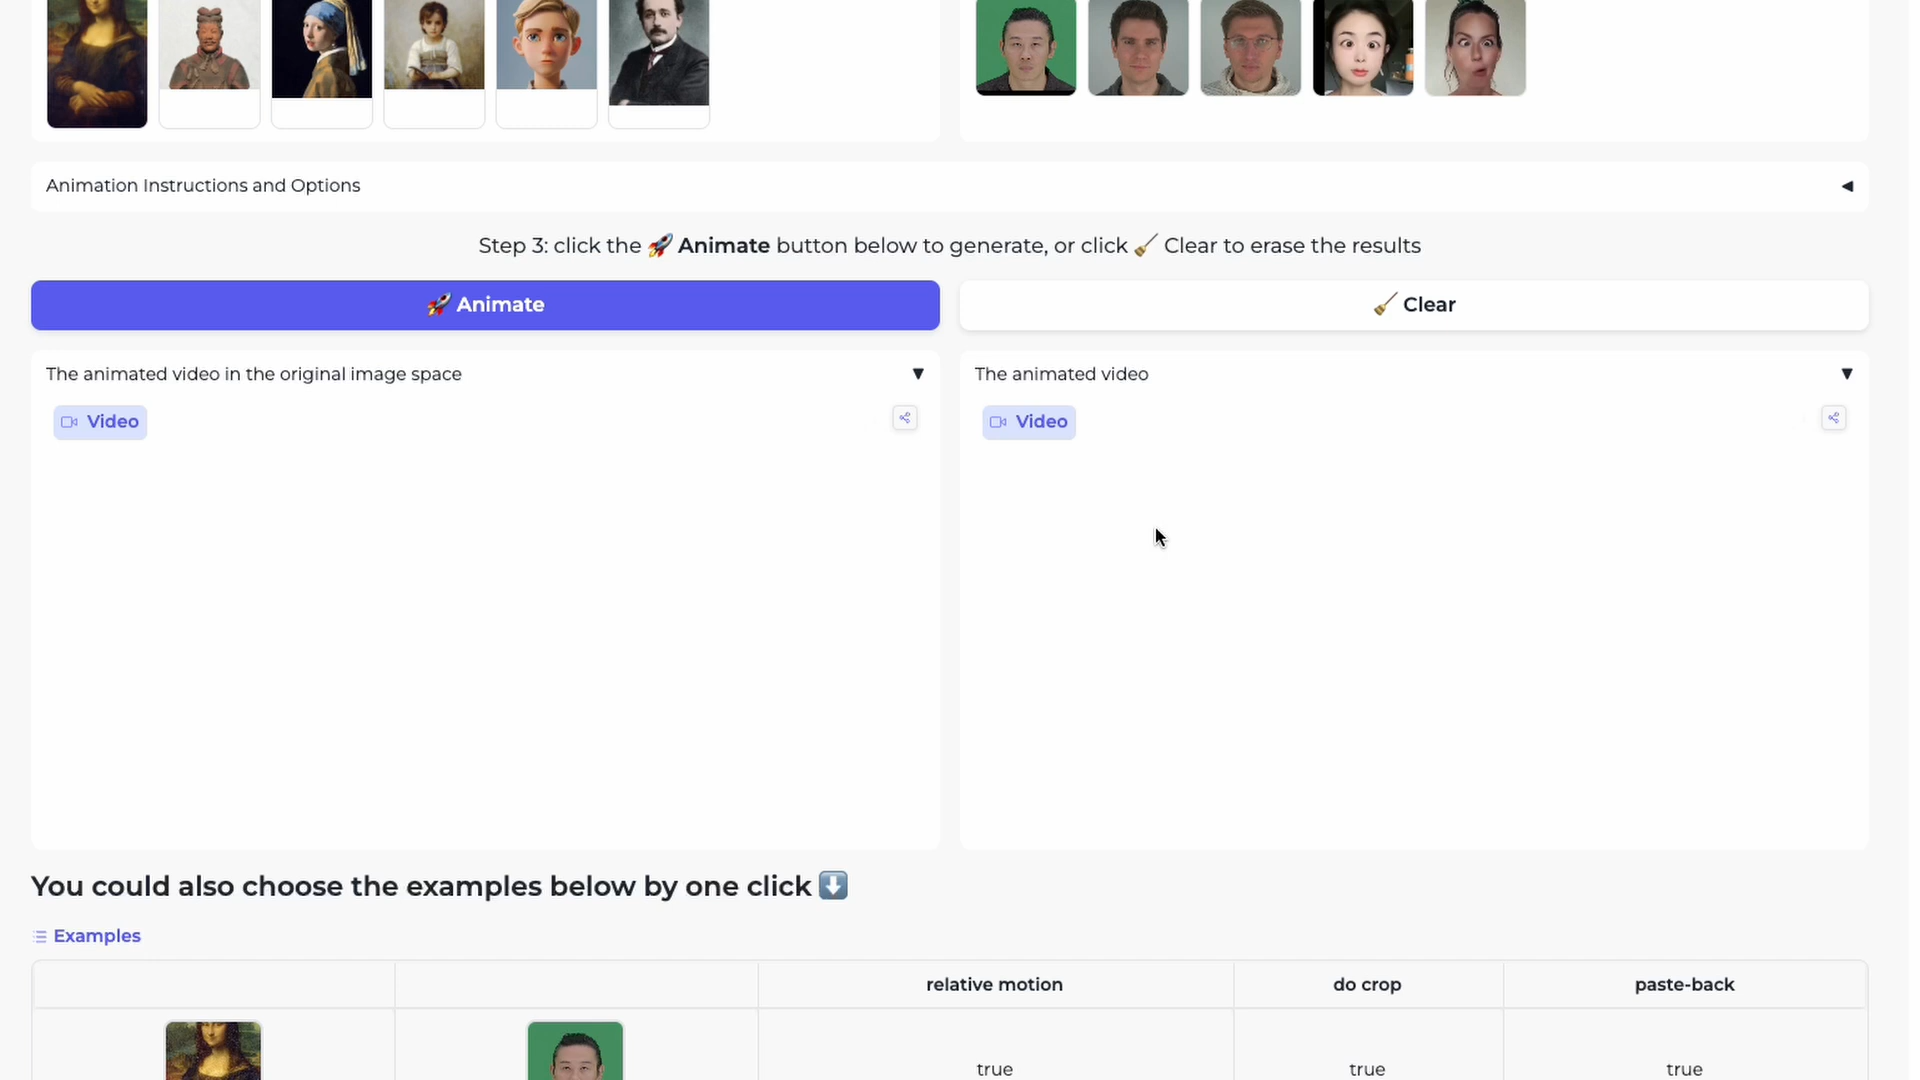 Animation Instructions and Options
Step 3: click the 🚀 Animate button below to generate, or click 🧹 Clear to erase the results
🚀 Animate
🧹 Clear
The animated video in the original image space
The animated video
Video
Video
You could also choose the examples below by one click ⬇️
Examples
relative motion
do crop
paste-back
true
true
true